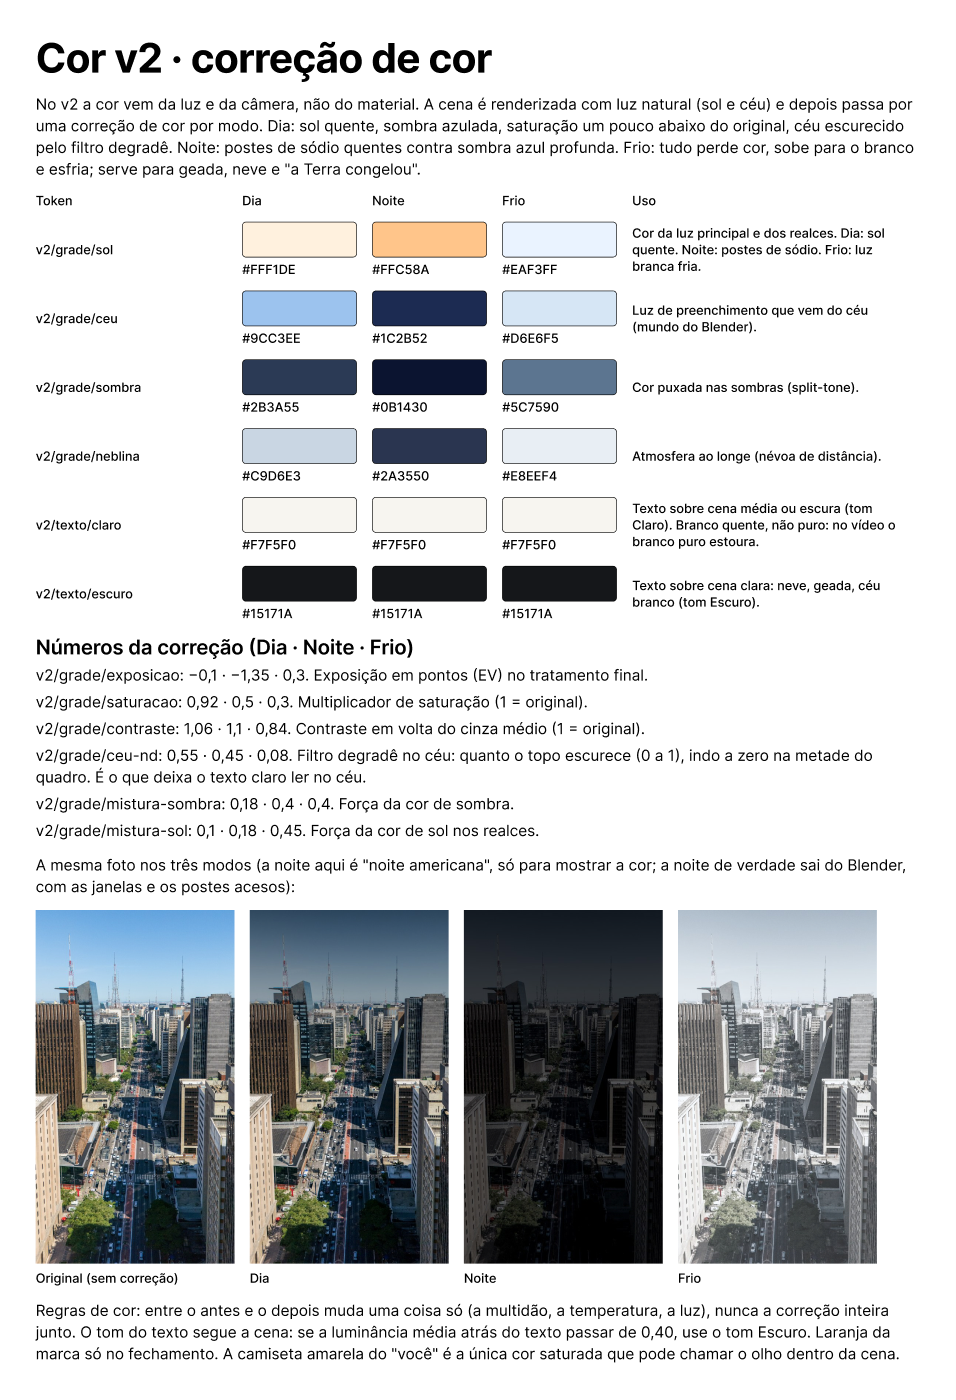 Cor v2 · correção de cor
No v2 a cor vem da luz e da câmera, não do material. A cena é renderizada com luz natural (sol e céu) e depois passa por
uma correção de cor por modo. Dia: sol quente, sombra azulada, saturação um pouco abaixo do original, céu escurecido
pelo filtro degradê. Noite: postes de sódio quentes contra sombra azul profunda. Frio: tudo perde cor, sobe para o branco
e esfria; serve para geada, neve e "a Terra congelou".
Token Dia Noite Frio Uso
v2/grade/sol
#FFF1DE #FFC58A #EAF3FF
Cor da luz principal e dos realces. Dia: sol
quente. Noite: postes de sódio. Frio: luz
branca fria.
v2/grade/ceu
#9CC3EE #1C2B52 #D6E6F5
Luz de preenchimento que vem do céu
(mundo do Blender).
v2/grade/sombra
#2B3A55 #0B1430 #5C7590
Cor puxada nas sombras (split-tone).
v2/grade/neblina
#C9D6E3 #2A3550 #E8EEF4
Atmosfera ao longe (névoa de distância).
v2/texto/claro
#F7F5F0 #F7F5F0 #F7F5F0
Texto sobre cena média ou escura (tom
Claro). Branco quente, não puro: no vídeo o
branco puro estoura.
v2/texto/escuro
#15171A #15171A #15171A
Texto sobre cena clara: neve, geada, céu
branco (tom Escuro).
Números da correção (Dia · Noite · Frio)
v2/grade/exposicao: −0,1 · −1,35 · 0,3. Exposição em pontos (EV) no tratamento final.
v2/grade/saturacao: 0,92 · 0,5 · 0,3. Multiplicador de saturação (1 = original).
v2/grade/contraste: 1,06 · 1,1 · 0,84. Contraste em volta do cinza médio (1 = original).
v2/grade/ceu-nd: 0,55 · 0,45 · 0,08. Filtro degradê no céu: quanto o topo escurece (0 a 1), indo a zero na metade do
quadro. É o que deixa o texto claro ler no céu.
v2/grade/mistura-sombra: 0,18 · 0,4 · 0,4. Força da cor de sombra.
v2/grade/mistura-sol: 0,1 · 0,18 · 0,45. Força da cor de sol nos realces.
A mesma foto nos três modos (a noite aqui é "noite americana", só para mostrar a cor; a noite de verdade sai do Blender,
com as janelas e os postes acesos):
Original (sem correção) Dia Noite Frio
Regras de cor: entre o antes e o depois muda uma coisa só (a multidão, a temperatura, a luz), nunca a correção inteira
junto. O tom do texto segue a cena: se a luminância média atrás do texto passar de 0,40, use o tom Escuro. Laranja da
marca só no fechamento. A camiseta amarela do "você" é a única cor saturada que pode chamar o olho dentro da cena.